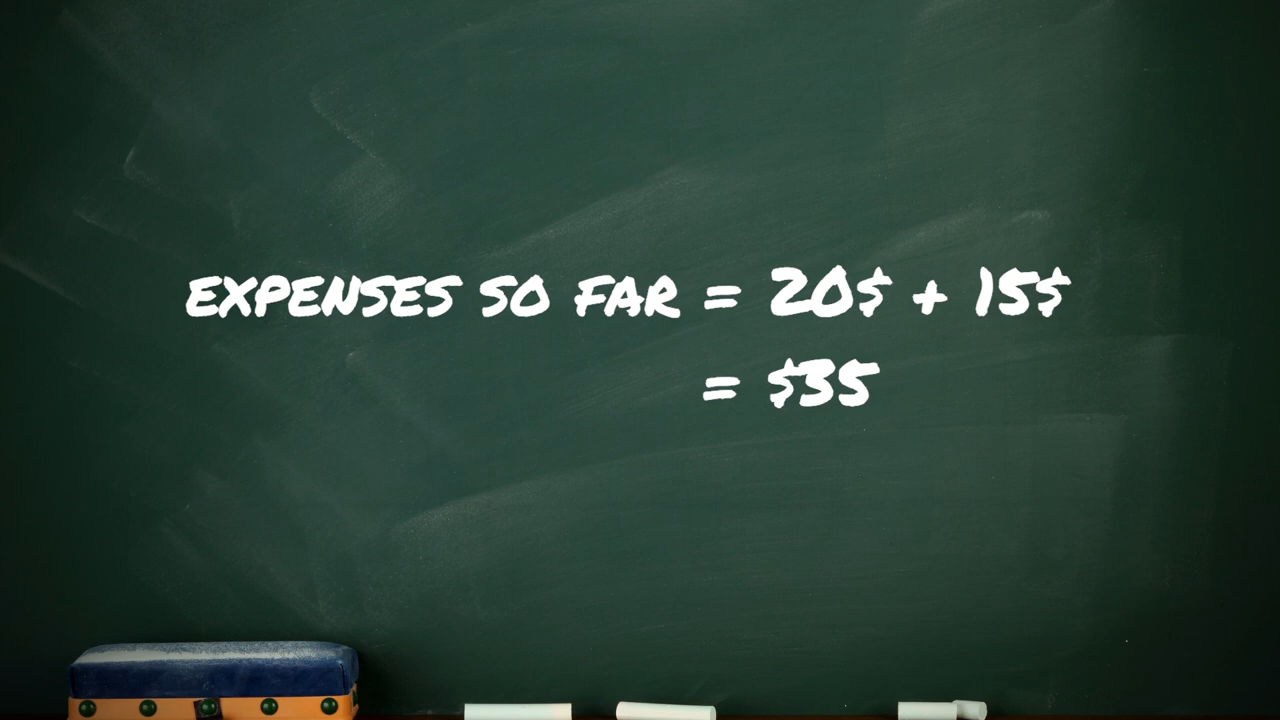 EXPENSES SO FAR = 20$ + 15$
= $35